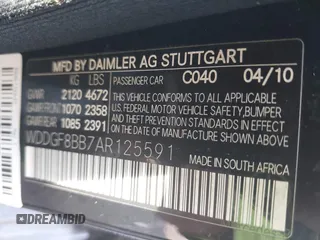 MFD BY DAIMLER AG STUTTGART
KG LBS PASSENGER CAR C040 04/10
GVWR 2120 4672 THIS VEHICLE CONFORMS TO ALL APPLICABLE
GAWR/FRONT 1070 2358 U.S. FEDERAL MOTOR VEHICLE SAFETY, BUMPER
GAWR/REAR 1085 2391 AND THEFT PREVENTION STANDARDS IN
EFFECT ON THE DATE OF MANUFACTURE
SHOWN ABOVE.
WDDGF8BB7AR125591
MADE IN SOUTH AFRICA
DREAMBID